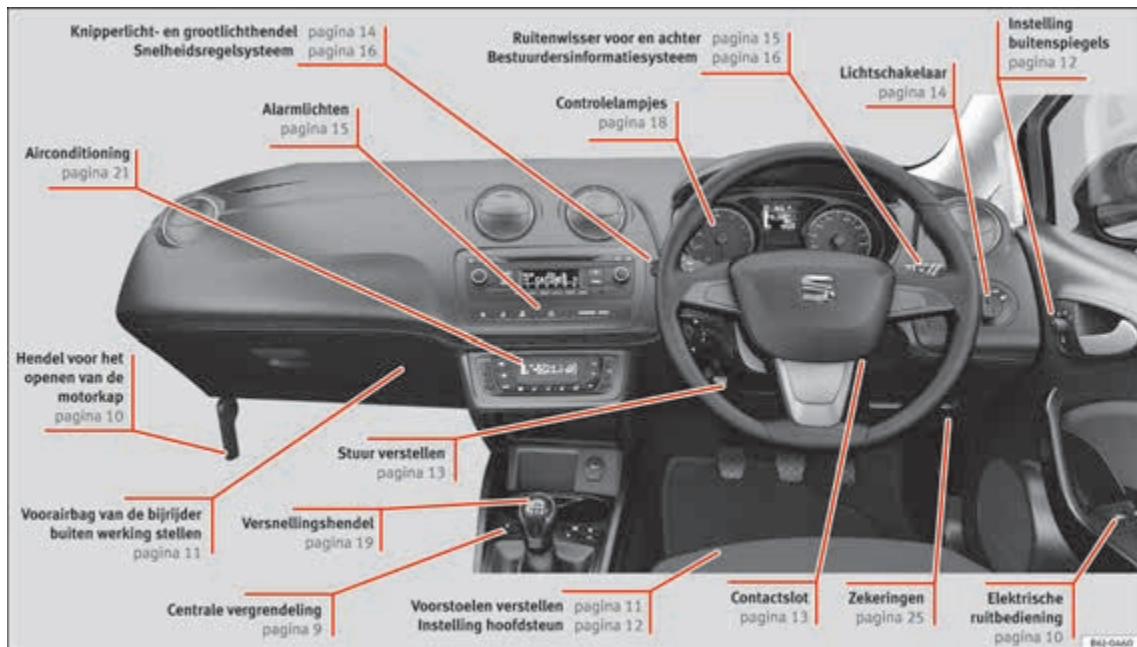 Knipperlicht- en grootlichthendel pagina 14
Snelheidsregelsysteem pagina 16
Ruitenwisser voor en achter pagina 15
Bestuurdersinformatiesysteem pagina 16
Instelling
buitenspiegels
pagina 12
Lichtschakelaar
pagina 14
Alarmlichten
pagina 15
Controlelampjes
pagina 18
Airconditioning
pagina 21
Hendel voor het
openen van de
motorkap
pagina 10
Stuur verstellen
pagina 13
Voorairbag van de bijrijder
buiten werking stellen
pagina 11
Versnellingshendel
pagina 19
Centrale vergrendeling
pagina 9
Voorstoelen verstellen pagina 11
Instelling hoofdsteun pagina 12
Contactslot
pagina 13
Zekeringen
pagina 25
Elektrische
ruitbediening
pagina 10